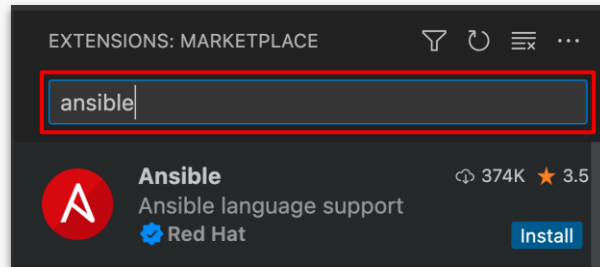 EXTENSIONS: MARKETPLACE
ansible
Ansible 374K 3.5
Ansible language support
Red Hat Install